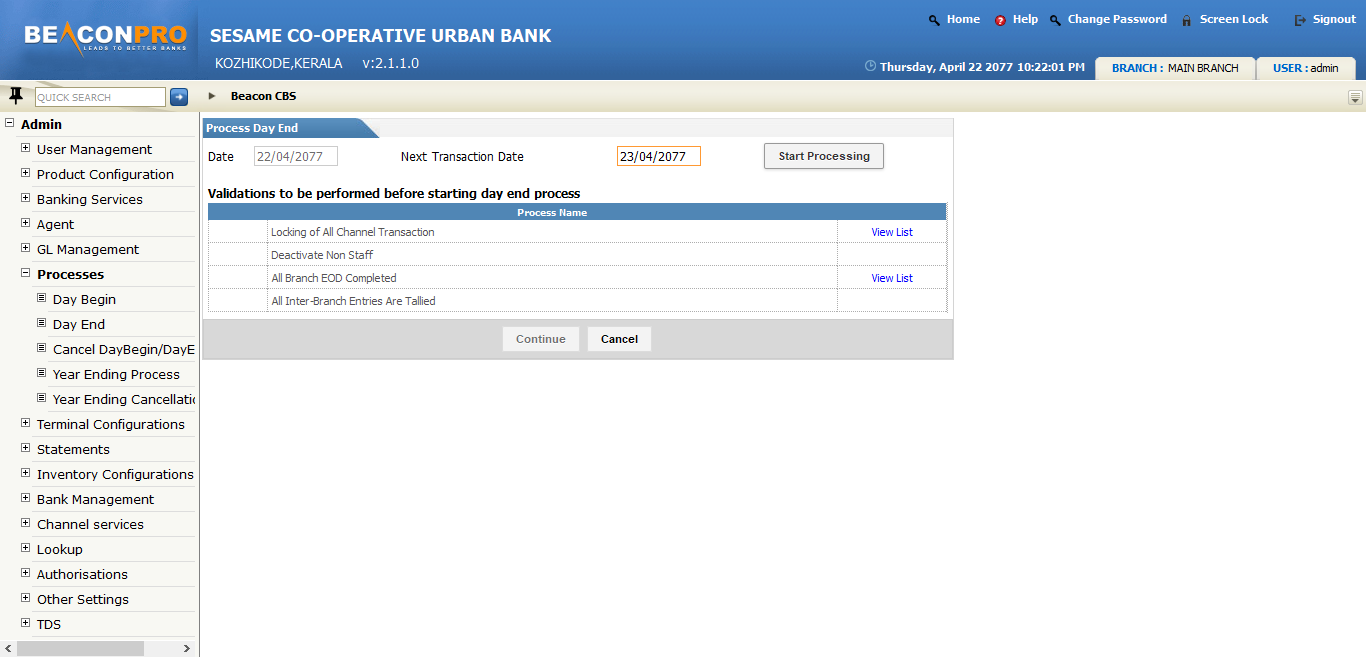 BEACONPRO
LEADS TO BETTER BANKS
SESAME CO-OPERATIVE URBAN BANK
KOZHIKODE,KERALA v:2.1.1.0
Home Help Change Password Screen Lock Signout
Thursday, April 22 2077 10:22:01 PM BRANCH : MAIN BRANCH USER : admin
QUICK SEARCH Beacon CBS
Admin
User Management
Product Configuration
Banking Services
Agent
GL Management
Processes
Day Begin
Day End
Cancel DayBegin/DayE
Year Ending Process
Year Ending Cancellatio
Terminal Configurations
Statements
Inventory Configurations
Bank Management
Channel services
Lookup
Authorisations
Other Settings
TDS
Process Day End
Date 22/04/2077 Next Transaction Date 23/04/2077 Start Processing
Validations to be performed before starting day end process
Process Name
Locking of All Channel Transaction View List
Deactivate Non Staff
All Branch EOD Completed View List
All Inter-Branch Entries Are Tallied
Continue Cancel